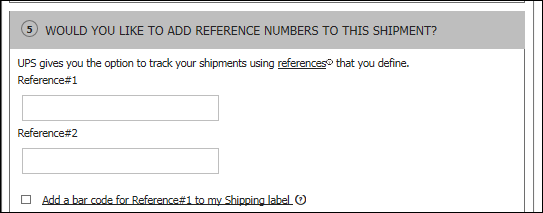 5 WOULD YOU LIKE TO ADD REFERENCE NUMBERS TO THIS SHIPMENT?
UPS gives you the option to track your shipments using references that you define.
Reference#1
Reference#2
Add a bar code for Reference#1 to my Shipping label ?